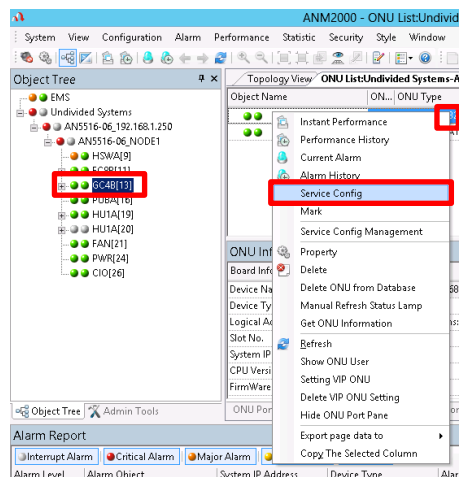 ANM2000 - ONU List:Undivid
System View Configuration Alarm Performance Statistic Security Style Window
Object Tree
EMS
Undivided Systems
AN5516-06_192.168.1.250
AN5516-06_NODE1
HSWA[9]
EC9B[11]
GC4B[13]
PUBA[16]
HU1A[19]
HU1A[20]
FAN[21]
PWR[24]
CIO[26]
Object Tree Admin Tools
Topology View ONU List:Undivided Systems-A
Object Name ON... ONU Type
Instant Performance
Performance History
Current Alarm
Alarm History
Service Config
Mark
Service Config Management
Property
Delete
Delete ONU from Database
Manual Refresh Status Lamp
Get ONU Information
Refresh
Show ONU User
Setting VIP ONU
Delete VIP ONU Setting
Hide ONU Port Pane
Export page data to
Copy The Selected Column
ONU Inf
Board Info
Device Na
Device Ty
Logical Ad
Slot No.
System IP
CPU Versi
FirmWare
ONU Por
Alarm Report
Interrupt Alarm Critical Alarm Major Alarm
Alarm Level Alarm Object System IP Address Device Type Alar